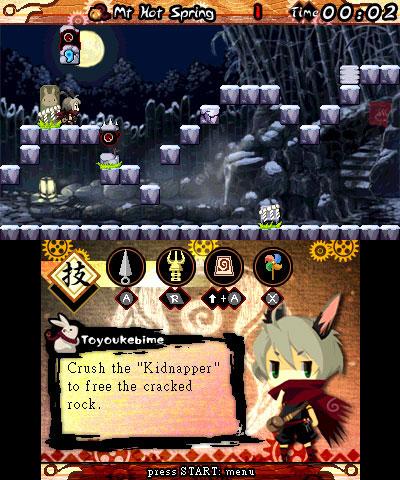 Mt Hot Spring 1 Time 00:02
技
A R ↑+A X
Toyoukebime
Crush the "Kidnapper"
to free the cracked
rock.
press START: menu